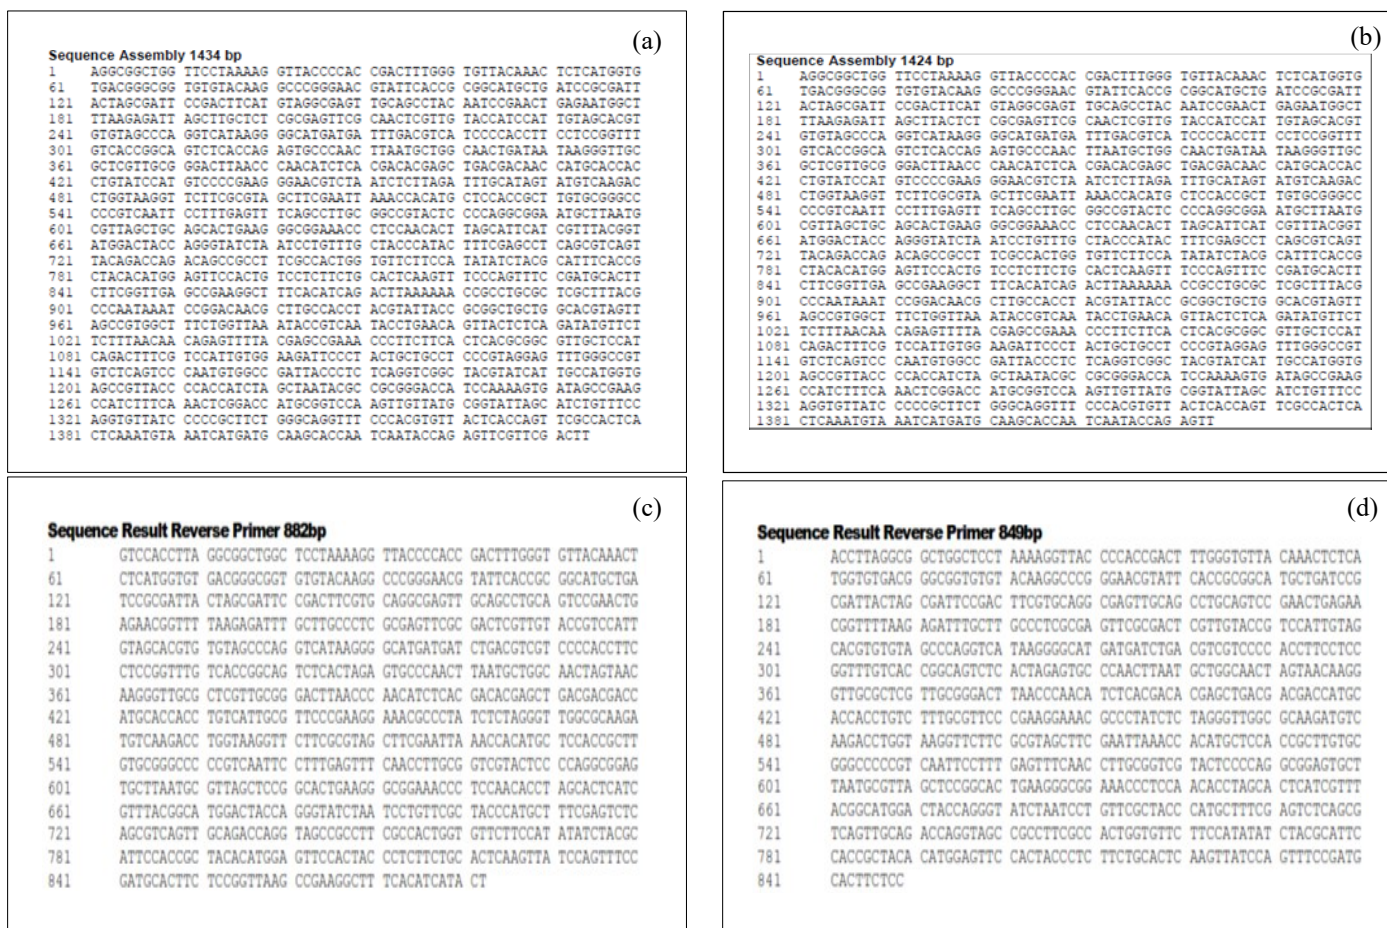 (a)
Sequence Assembly 1434 bp
1 AGGCGGCTGG TTCCTAAAAG GTTACCCCAC CGACTTTGGG TGTTACAAAC TCTCATGGTG
61 TGACGGGCGG TGTGTACAAG GCCCGGGAAC GTATTCACCG CGGCATGCTG ATCCGCGATT
121 ACTAGCGATT CCGACTTCAT GTAGGCGAGT TGCAGCCTAC AATCCGAACT GAGAATGGCT
181 TTAAGAGATT AGCTTGCTCT CGCGAGTTCG CAACTCGTTG TACCATCCAT TGTAGCACGT
241 GTGTAGCCCA GGTCATAAGG GGCATGATGA TTTGACGTCA TCCCCACCTT CCTCCGGTTT
301 GTCACCGGCA GTCTCACCAG AGTGCCCAAC TTAATGCTGG CAACTGATAA TAAGGGTTGC
361 GCTCGTTGCG GGACTTAACC CAACATCTCA CGACACGAGC TGACGACAAC CATGCACCAC
421 CTGTATCCAT GTCCCCGAAG GGAACGTCTA ATCTCTTAGA TTTGCATAGT ATGTCAAGAC
481 CTGGTAAGGT TCTTCGCGTA GCTTCGAATT AAACCACATG CTCCACCGCT TGTGCGGGCC
541 CCCGTCAATT CCTTTGAGTT TCAGCCTTGC GGCCGTACTC CCCAGGCGGA ATGCTTAATG
601 CGTTAGCTGC AGCACTGAAG GGCGGAAACC CTCCAACACT TAGCATTCAT CGTTTACGGT
661 ATGGACTACC AGGGTATCTA ATCCTGTTTG CTACCCATAC TTTCGAGCCT CAGCGTCAGT
721 TACAGACCAG ACAGCCGCCT TCGCCACTGG TGTTCTTCCA TATATCTACG CATTTCACCG
781 CTACACATGG AGTTCCACTG TCCTCTTCTG CACTCAAGTT TCCCAGTTTC CGATGCACTT
841 CTTCGGTTGA GCCGAAGGCT TTCACATCAG ACTTAAAAAA CCGCCTGCGC TCGCTTTACG
901 CCCAATAAAT CCGGACAACG CTTGCCACCT ACGTATTACC GCGGCTGCTG GCACGTAGTT
961 AGCCGTGGCT TTCTGGTTAA ATACCGTCAA TACCTGAACA GTTACTCTCA GATATGTTCT
1021 TCTTTAACAA CAGAGTTTTA CGAGCCGAAA CCCTTCTTCA CTCACGCGGC GTTGCTCCAT
1081 CAGACTTTCG TCCATTGTGG AAGATTCCCT ACTGCTGCCT CCCGTAGGAG TTTGGGCCGT
1141 GTCTCAGTCC CAATGTGGCC GATTACCCTC TCAGGTCGGC TACGTATCAT TGCCATGGTG
1201 AGCCGTTACC CCACCATCTA GCTAATACGC CGCGGGACCA TCCAAAAGTG ATAGCCGAAG
1261 CCATCTTTCA AACTCGGACC ATGCGGTCCA AGTTGTTATG CGGTATTAGC ATCTGTTTCC
1321 AGGTGTTATC CCCCGCTTCT GGGCAGGTTT CCCACGTGTT ACTCACCAGT TCGCCACTCA
1381 CTCAAATGTA AATCATGATG CAAGCACCAA TCAATACCAG AGTTCGTTCG ACTT
(b)
Sequence Assembly 1424 bp
1 AGGCGGCTGG TTCCTAAAAG GTTACCCCAC CGACTTTGGG TGTTACAAAC TCTCATGGTG
61 TGACGGGCGG TGTGTACAAG GCCCGGGAAC GTATTCACCG CGGCATGCTG ATCCGCGATT
121 ACTAGCGATT CCGACTTCAT GTAGGCGAGT TGCAGCCTAC AATCCGAACT GAGAATGGCT
181 TTAAGAGATT AGCTTACTCT CGCGAGTTCG CAACTCGTTG TACCATCCAT TGTAGCACGT
241 GTGTAGCCCA GGTCATAAGG GGCATGATGA TTTGACGTCA TCCCCACCTT CCTCCGGTTT
301 GTCACCGGCA GTCTCACCAG AGTGCCCAAC TTAATGCTGG CAACTGATAA TAAGGGTTGC
361 GCTCGTTGCG GGACTTAACC CAACATCTCA CGACACGAGC TGACGACAAC CATGCACCAC
421 CTGTATCCAT GTCCCCGAAG GGAACGTCTA ATCTCTTAGA TTTGCATAGT ATGTCAAGAC
481 CTGGTAAGGT TCTTCGCGTA GCTTCGAATT AAACCACATG CTCCACCGCT TGTGCGGGCC
541 CCCGTCAATT CCTTTGAGTT TCAGCCTTGC GGCCGTACTC CCCAGGCGGA ATGCTTAATG
601 CGTTAGCTGC AGCACTGAAG GGCGGAAACC CTCCAACACT TAGCATTCAT CGTTTACGGT
661 ATGGACTACC AGGGTATCTA ATCCTGTTTG CTACCCATAC TTTCGAGCCT CAGCGTCAGT
721 TACAGACCAG ACAGCCGCCT TCGCCACTGG TGTTCTTCCA TATATCTACG CATTTCACCG
781 CTACACATGG AGTTCCACTG TCCTCTTCTG CACTCAAGTT TCCCAGTTTC CGATGCACTT
841 CTTCGGTTGA GCCGAAGGCT TTCACATCAG ACTTAAAAAA CCGCCTGCGC TCGCTTTACG
901 CCCAATAAAT CCGGACAACG CTTGCCACCT ACGTATTACC GCGGCTGCTG GCACGTAGTT
961 AGCCGTGGCT TTCTGGTTAA ATACCGTCAA TACCTGAACA GTTACTCTCA GATATGTTCT
1021 TCTTTAACAA CAGAGTTTTA CGAGCCGAAA CCCTTCTTCA CTCACGCGGC GTTGCTCCAT
1081 CAGACTTTCG TCCATTGTGG AAGATTCCCT ACTGCTGCCT CCCGTAGGAG TTTGGGCCGT
1141 GTCTCAGTCC CAATGTGGCC GATTACCCTC TCAGGTCGGC TACGTATCAT TGCCATGGTG
1201 AGCCGTTACC CCACCATCTA GCTAATACGC CGCGGGACCA TCCAAAAGTG ATAGCCGAAG
1261 CCATCTTTCA AACTCGGACC ATGCGGTCCA AGTTGTTATG CGGTATTAGC ATCTGTTTCC
1321 AGGTGTTATC CCCCGCTTCT GGGCAGGTTT CCCACGTGTT ACTCACCAGT TCGCCACTCA
1381 CTCAAATGTA AATCATGATG CAAGCACCAA TCAATACCAG AGTT
(c)
Sequence Result Reverse Primer 882bp
1 GTCCACCTTA GGCGGCTGGC TCCTAAAAGG TTACCCCACC GACTTTGGGT GTTACAAACT
61 CTCATGGTGT GACGGGCGGT GTGTACAAGG CCCGGGAACG TATTCACCGC GGCATGCTGA
121 TCCGCGATTA CTAGCGATTC CGACTTCGTG CAGGCGAGTT GCAGCCTGCA GTCCGAACTG
181 AGAACGGTTT TAAGAGATTT GCTTGCCCTC GCGAGTTCGC GACTCGTTGT ACCGTCCATT
241 GTAGCACGTG TGTAGCCCAG GTCATAAGGG GCATGATGAT CTGACGTCGT CCCCACCTTC
301 CTCCGGTTTG TCACCGGCAG TCTCACTAGA GTGCCCAACT TAATGCTGGC AACTAGTAAC
361 AAGGGTTGCG CTCGTTGCGG GACTTAACCC AACATCTCAC GACACGAGCT GACGACGACC
421 ATGCACCACC TGTCATTGCG TTCCCGAAGG AAACGCCCTA TCTCTAGGGT TGGCGCAAGA
481 TGTCAAGACC TGGTAAGGTT CTTCGCGTAG CTTCGAATTA AACCACATGC TCCACCGCTT
541 GTGCGGGCCC CCGTCAATTC CTTTGAGTTT CAACCTTGCG GTCGTACTCC CCAGGCGGAG
601 TGCTTAATGC GTTAGCTCCG GCACTGAAGG GCGGAAACCC TCCAACACCT AGCACTCATC
661 GTTTACGGCA TGGACTACCA GGGTATCTAA TCCTGTTCGC TACCCATGCT TTCGAGTCTC
721 AGCGTCAGTT GCAGACCAGG TAGCCGCCTT CGCCACTGGT GTTCTTCCAT ATATCTACGC
781 ATTCCACCGC TACACATGGA GTTCCACTAC CCTCTTCTGC ACTCAAGTTA TCCAGTTTCC
841 GATGCACTTC TCCGGTTAAG CCGAAGGCTT TCACATCATA CT
(d)
Sequence Result Reverse Primer 849bp
1 ACCTTAGGCG GCTGGCTCCT AAAAGGTTAC CCCACCGACT TTGGGTGTTA CAAACTCTCA
61 TGGTGTGACG GGCGGTGTGT ACAAGGCCCG GGAACGTATT CACCGCGGCA TGCTGATCCG
121 CGATTACTAG CGATTCCGAC TTCGTGCAGG CGAGTTGCAG CCTGCAGTCC GAACTGAGAA
181 CGGTTTTAAG AGATTTGCTT GCCCTCGCGA GTTCGCGACT CGTTGTACCG TCCATTGTAG
241 CACGTGTGTA GCCCAGGTCA TAAGGGGCAT GATGATCTGA CGTCGTCCCC ACCTTCCTCC
301 GGTTTGTCAC CGGCAGTCTC ACTAGAGTGC CCAACTTAAT GCTGGCAACT AGTAACAAGG
361 GTTGCGCTCG TTGCGGGACT TAACCCAACA TCTCACGACA CGAGCTGACG ACGACCATGC
421 ACCACCTGTC TTTGCGTTCC CGAAGGAAAC GCCCTATCTC TAGGGTTGGC GCAAGATGTC
481 AAGACCTGGT AAGGTTCTTC GCGTAGCTTC GAATTAAACC ACATGCTCCA CCGCTTGTGC
541 GGGCCCCCGT CAATTCCTTT GAGTTTCAAC CTTGCGGTCG TACTCCCCAG GCGGAGTGCT
601 TAATGCGTTA GCTCCGGCAC TGAAGGGCGG AAACCCTCCA ACACCTAGCA CTCATCGTTT
661 ACGGCATGGA CTACCAGGGT ATCTAATCCT GTTCGCTACC CATGCTTTCG AGTCTCAGCG
721 TCAGTTGCAG ACCAGGTAGC CGCCTTCGCC ACTGGTGTTC TTCCATATAT CTACGCATTC
781 CACCGCTACA CATGGAGTTC CACTACCCTC TTCTGCACTC AAGTTATCCA GTTTCCGATG
841 CACTTCTCC